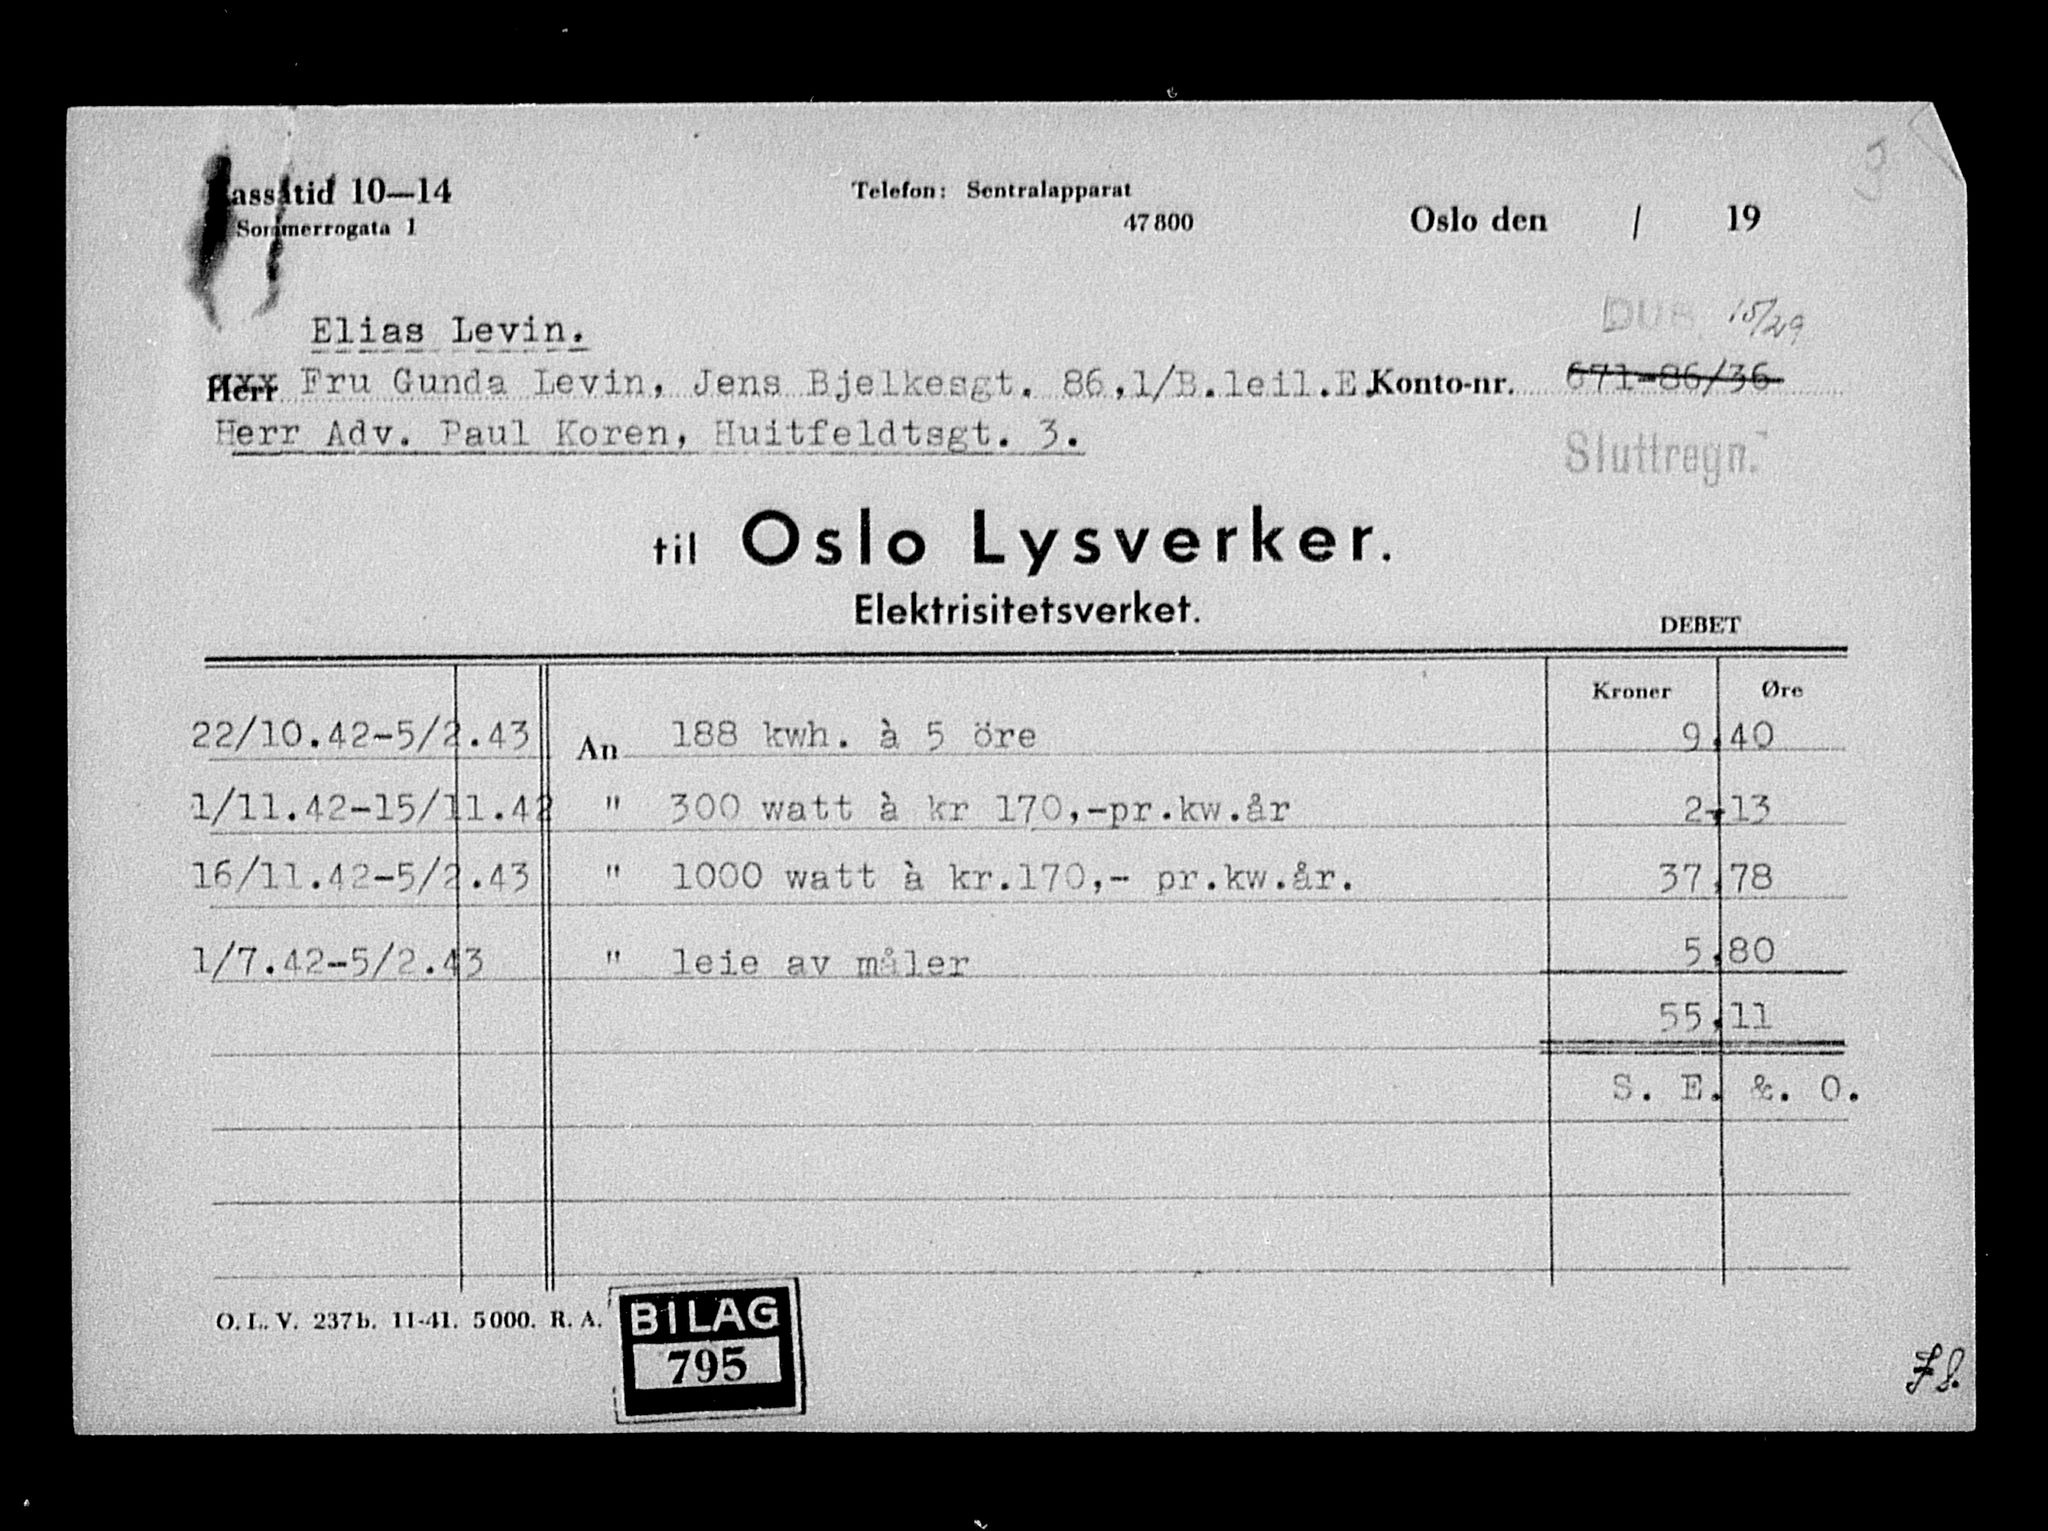 Kassatid 10—14
Sommerrogata 1
Telefon: Sentralapparat
47800
Oslo den / 19
DUB. 15/29
Elias Levin.
Herr Fru Gunda Levin, Jens Bjelkesgt. 86,1/B.leil.E. Konto-nr. 671-86/36
Herr Adv. Paul Koren, Huitfeldtsgt. 3.
Sluttregn.
til Oslo Lysverker.
Elektrisitetsverket.
DEBET
Kroner Øre
22/10.42-5/2.43 An 188 kwh. à 5 öre 9.40
1/11.42-15/11.42 " 300 watt à kr 170,-pr.kw.år 2,13
16/11.42-5/2.43 " 1000 watt à kr.170,- pr.kw.år. 37,78
1/7.42-5/2.43 " leie av måler 5.80
55.11
S. E. &. O.
O. L. V. 237b. 11-41. 5000. R. A.
BILAG
795